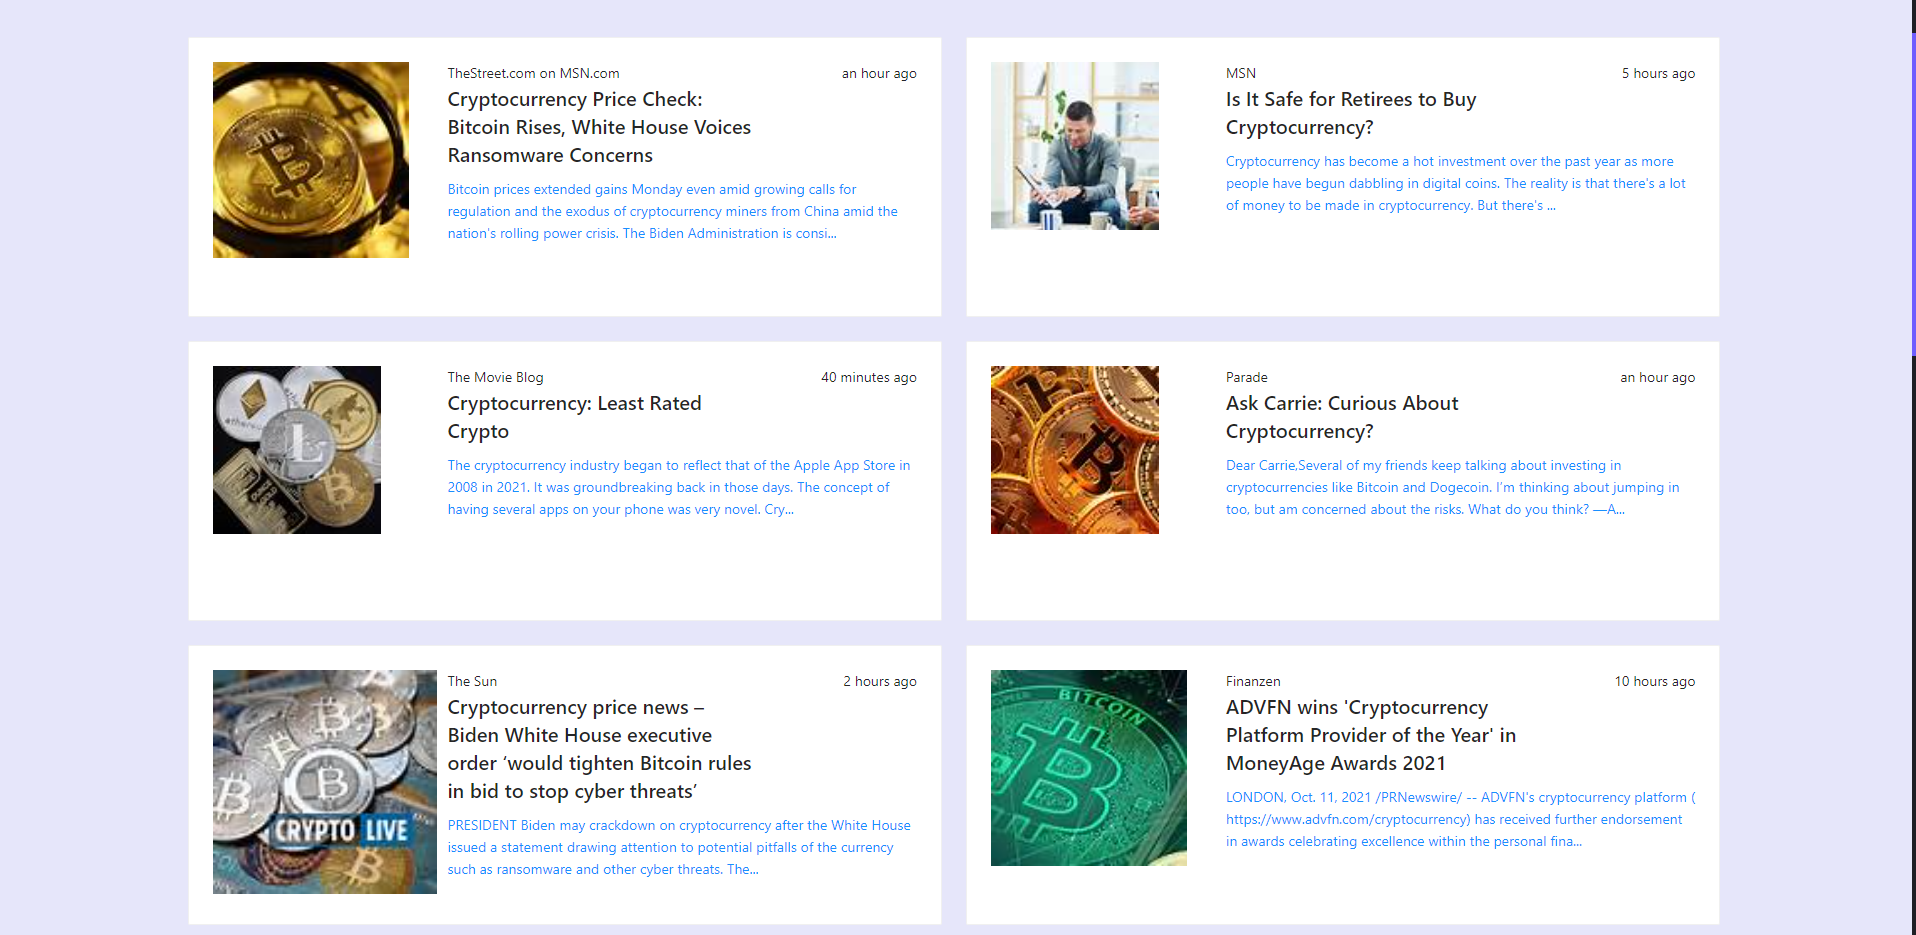 TheStreet.com on MSN.com
an hour ago
Cryptocurrency Price Check:
Bitcoin Rises, White House Voices
Ransomware Concerns
Bitcoin prices extended gains Monday even amid growing calls for
regulation and the exodus of cryptocurrency miners from China amid the
nation's rolling power crisis. The Biden Administration is consi...
MSN
5 hours ago
Is It Safe for Retirees to Buy
Cryptocurrency?
Cryptocurrency has become a hot investment over the past year as more
people have begun dabbling in digital coins. The reality is that there's a lot
of money to be made in cryptocurrency. But there's ...
The Movie Blog
40 minutes ago
Cryptocurrency: Least Rated
Crypto
The cryptocurrency industry began to reflect that of the Apple App Store in
2008 in 2021. It was groundbreaking back in those days. The concept of
having several apps on your phone was very novel. Cry...
Parade
an hour ago
Ask Carrie: Curious About
Cryptocurrency?
Dear Carrie,Several of my friends keep talking about investing in
cryptocurrencies like Bitcoin and Dogecoin. I’m thinking about jumping in
too, but am concerned about the risks. What do you think? —A...
CRYPTO LIVE
The Sun
2 hours ago
Cryptocurrency price news –
Biden White House executive
order ‘would tighten Bitcoin rules
in bid to stop cyber threats’
PRESIDENT Biden may crackdown on cryptocurrency after the White House
issued a statement drawing attention to potential pitfalls of the currency
such as ransomware and other cyber threats. The...
BITCOIN
Finanzen
10 hours ago
ADVFN wins 'Cryptocurrency
Platform Provider of the Year' in
MoneyAge Awards 2021
LONDON, Oct. 11, 2021 /PRNewswire/ -- ADVFN's cryptocurrency platform (
https://www.advfn.com/cryptocurrency) has received further endorsement
in awards celebrating excellence within the personal fina...